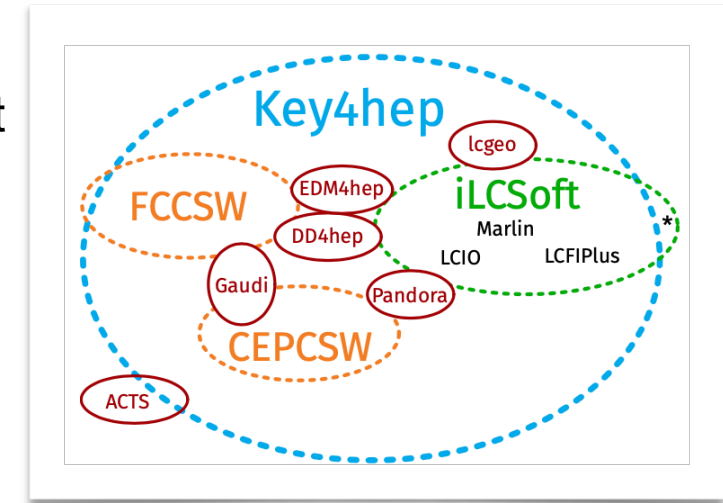 t
Key4hep
lcgeo
EDM4hep
iLCSoft
FCCSW
Marlin
*
DD4hep
LCIO
LCFIPlus
Gaudi
Pandora
CEPCSW
ACTS